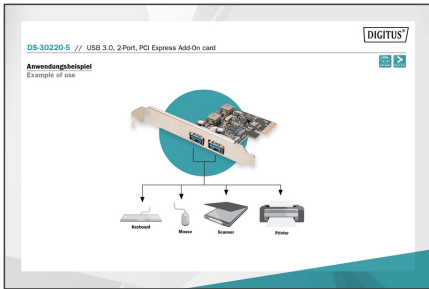 DIGITUS®
DS-30220-5 // USB 3.0, 2-Port, PCI Express Add-On card
Anwendungsbeispiel
Example of use
Keyboard
Mouse
Scanner
Printer